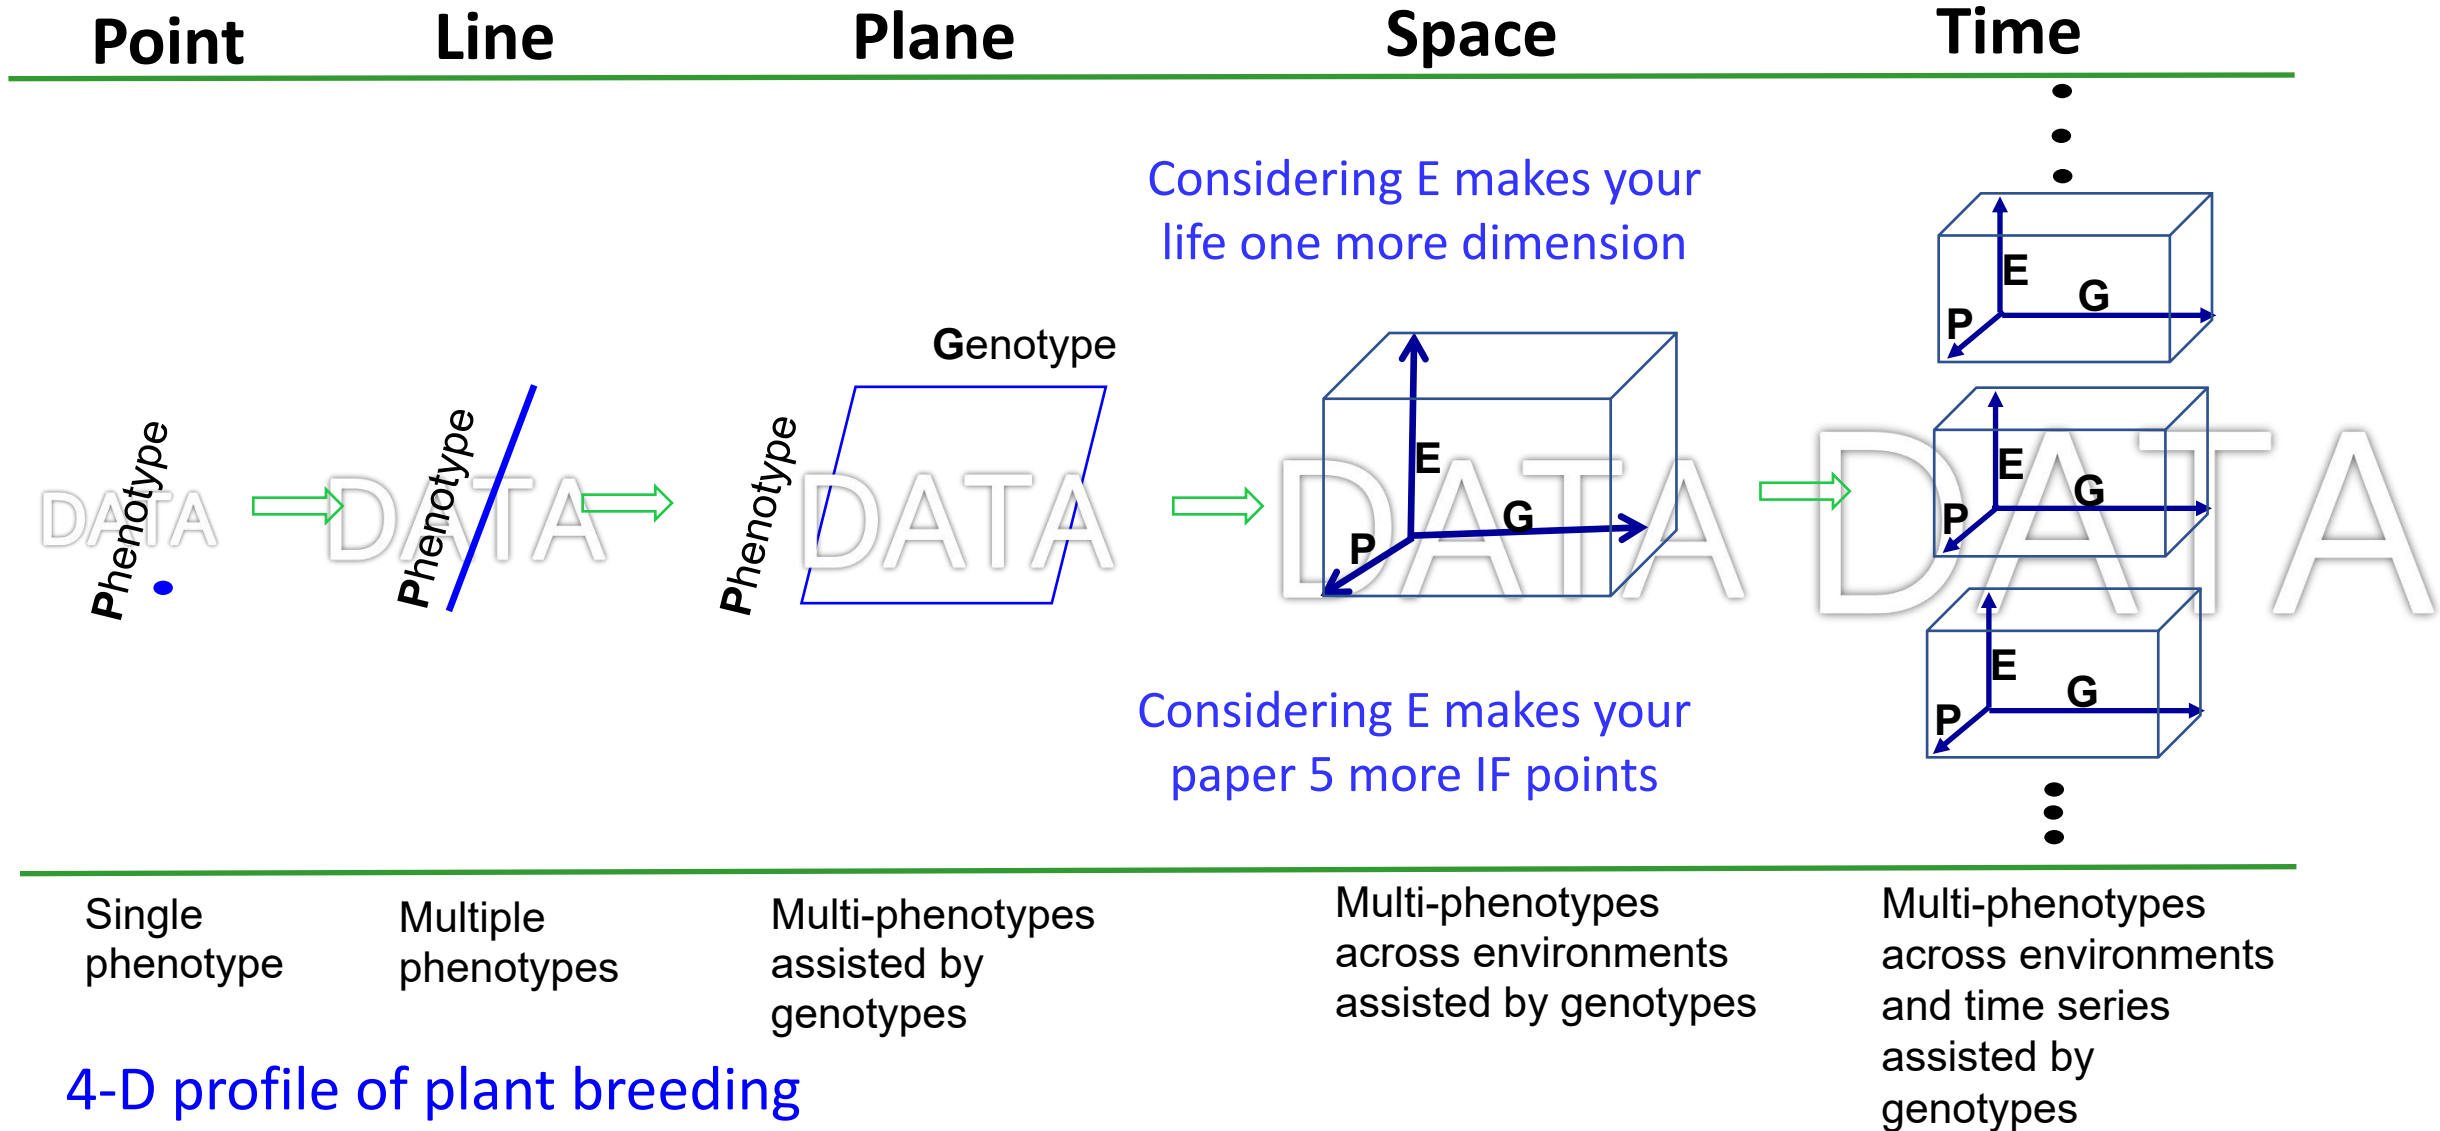 Point Line Plane Space Time
Considering E makes your
life one more dimension
Genotype
Phenotype
DATA
Phenotype
DATA
Phenotype
DATA
E
G
P
DATA
E
G
P
E
G
P
E
G
P
DATA
Considering E makes your
paper 5 more IF points
Single
phenotype
Multiple
phenotypes
Multi-phenotypes
assisted by
genotypes
Multi-phenotypes
across environments
assisted by genotypes
Multi-phenotypes
across environments
and time series
assisted by
genotypes
4-D profile of plant breeding